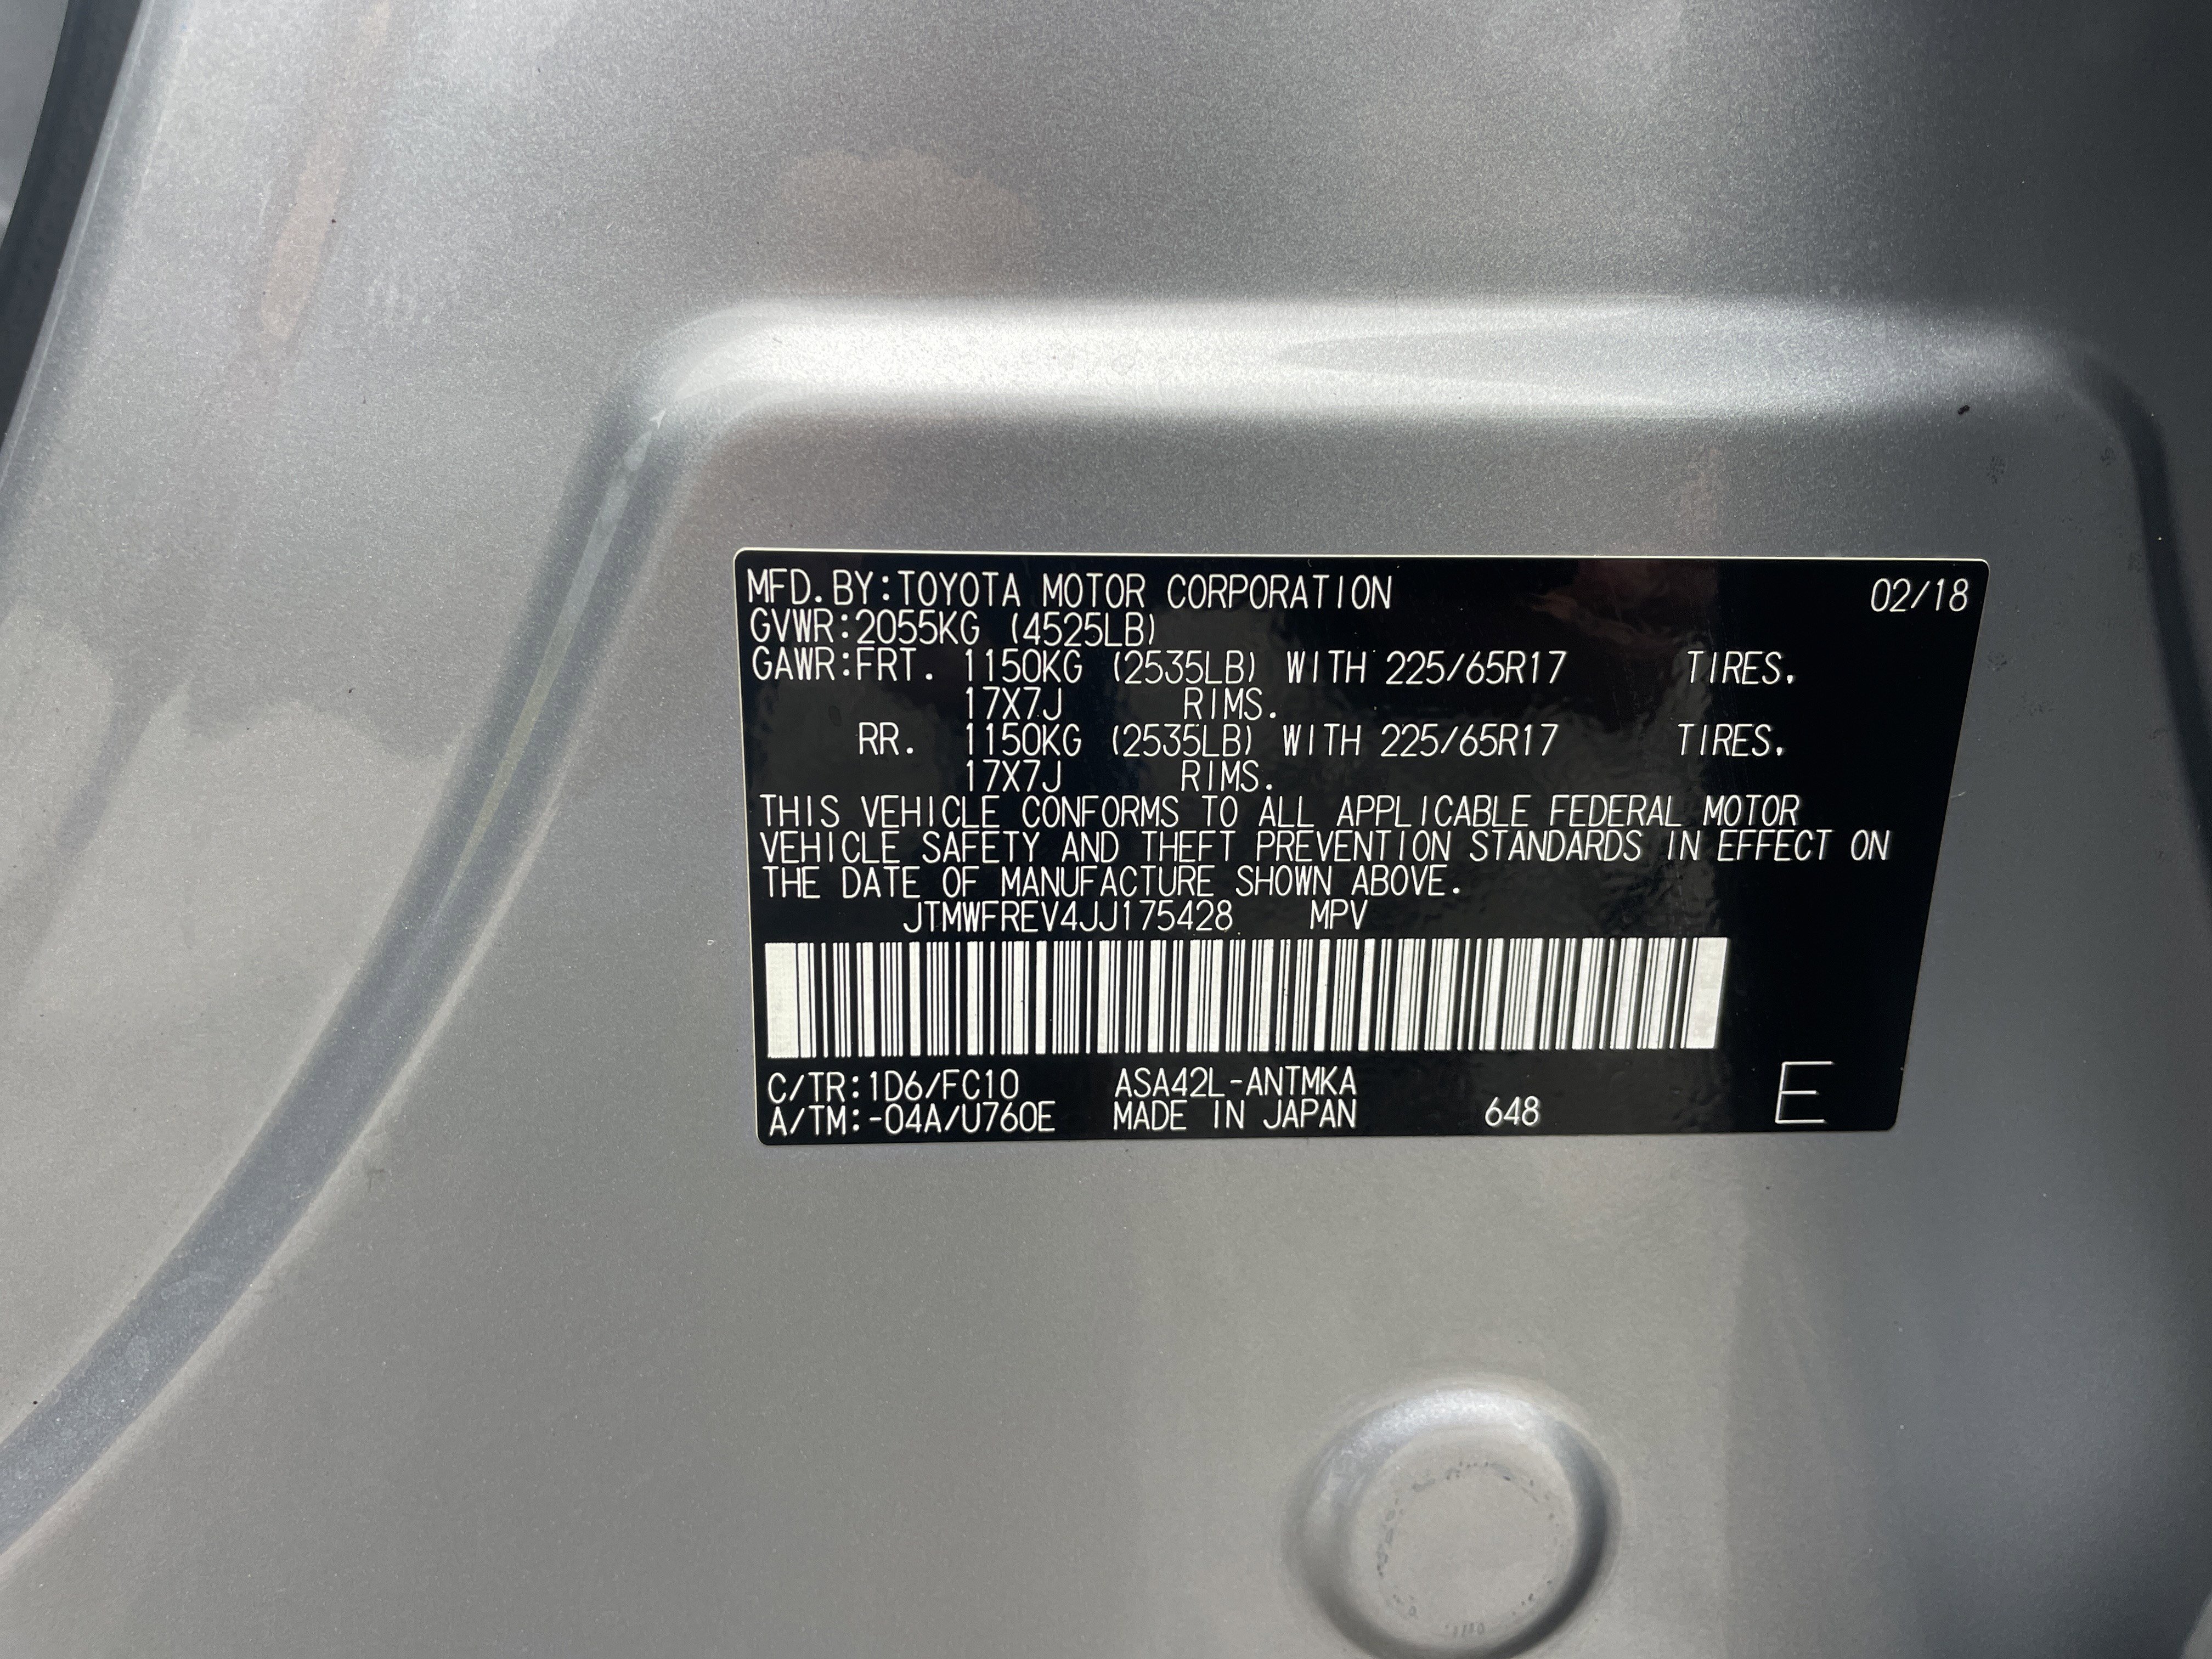 MFD.BY:TOYOTA MOTOR CORPORATION 02/18
GVWR:2055KG (4525LB)
GAWR:FRT. 1150KG (2535LB) WITH 225/65R17 TIRES.
17X7J RIMS.
RR. 1150KG (2535LB) WITH 225/65R17 TIRES.
17X7J RIMS.
THIS VEHICLE CONFORMS TO ALL APPLICABLE FEDERAL MOTOR
VEHICLE SAFETY AND THEFT PREVENTION STANDARDS IN EFFECT ON
THE DATE OF MANUFACTURE SHOWN ABOVE.
JTMWFREV4JJ175428 MPV
C/TR:1D6/FC10 ASA42L-ANTMKA
A/TM:-04A/U760E MADE IN JAPAN 648 E